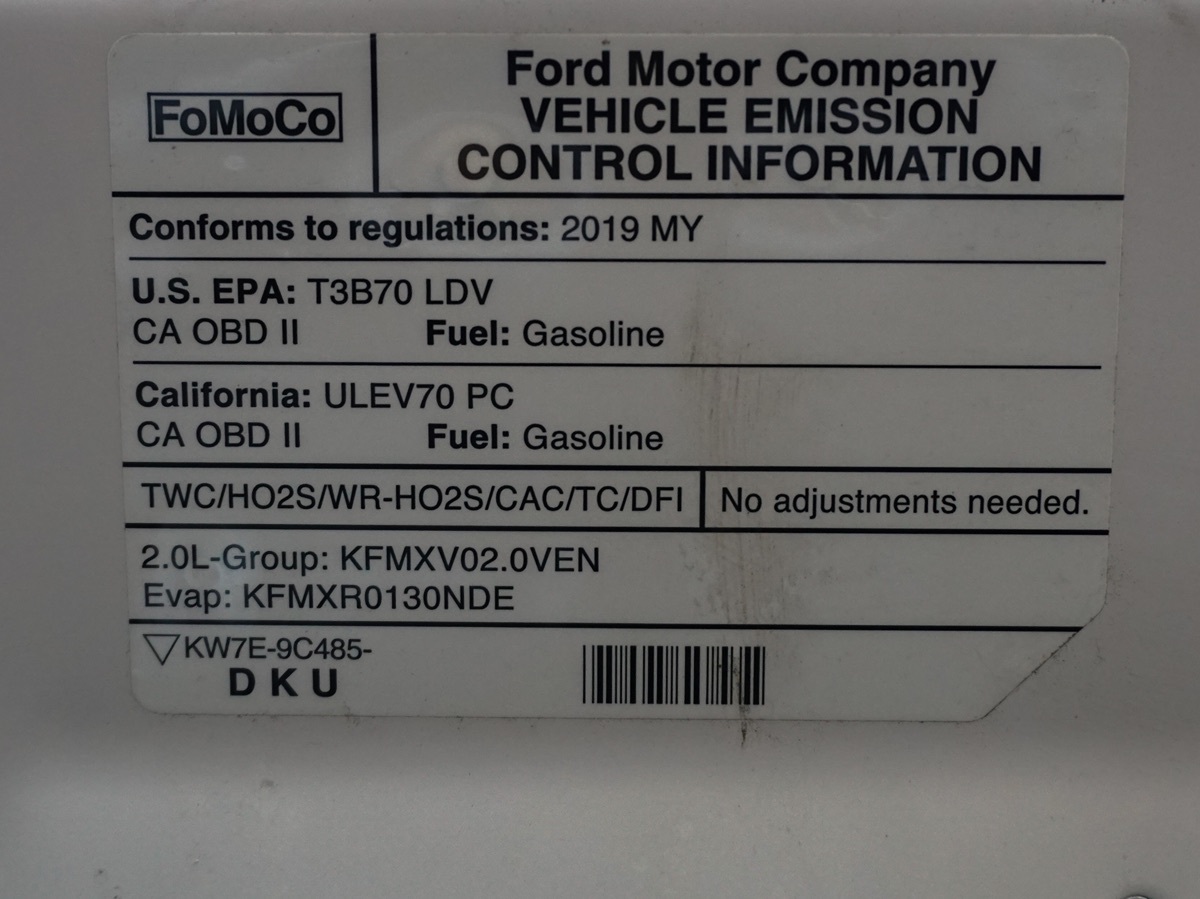 FoMoCo
Ford Motor Company
VEHICLE EMISSION
CONTROL INFORMATION
Conforms to regulations: 2019 MY
U.S. EPA: T3B70 LDV
CA OBD II Fuel: Gasoline
California: ULEV70 PC
CA OBD II Fuel: Gasoline
TWC/HO2S/WR-HO2S/CAC/TC/DFI No adjustments needed.
2.0L-Group: KFMXV02.0VEN
Evap: KFMXR0130NDE
▽KW7E-9C485-
D K U